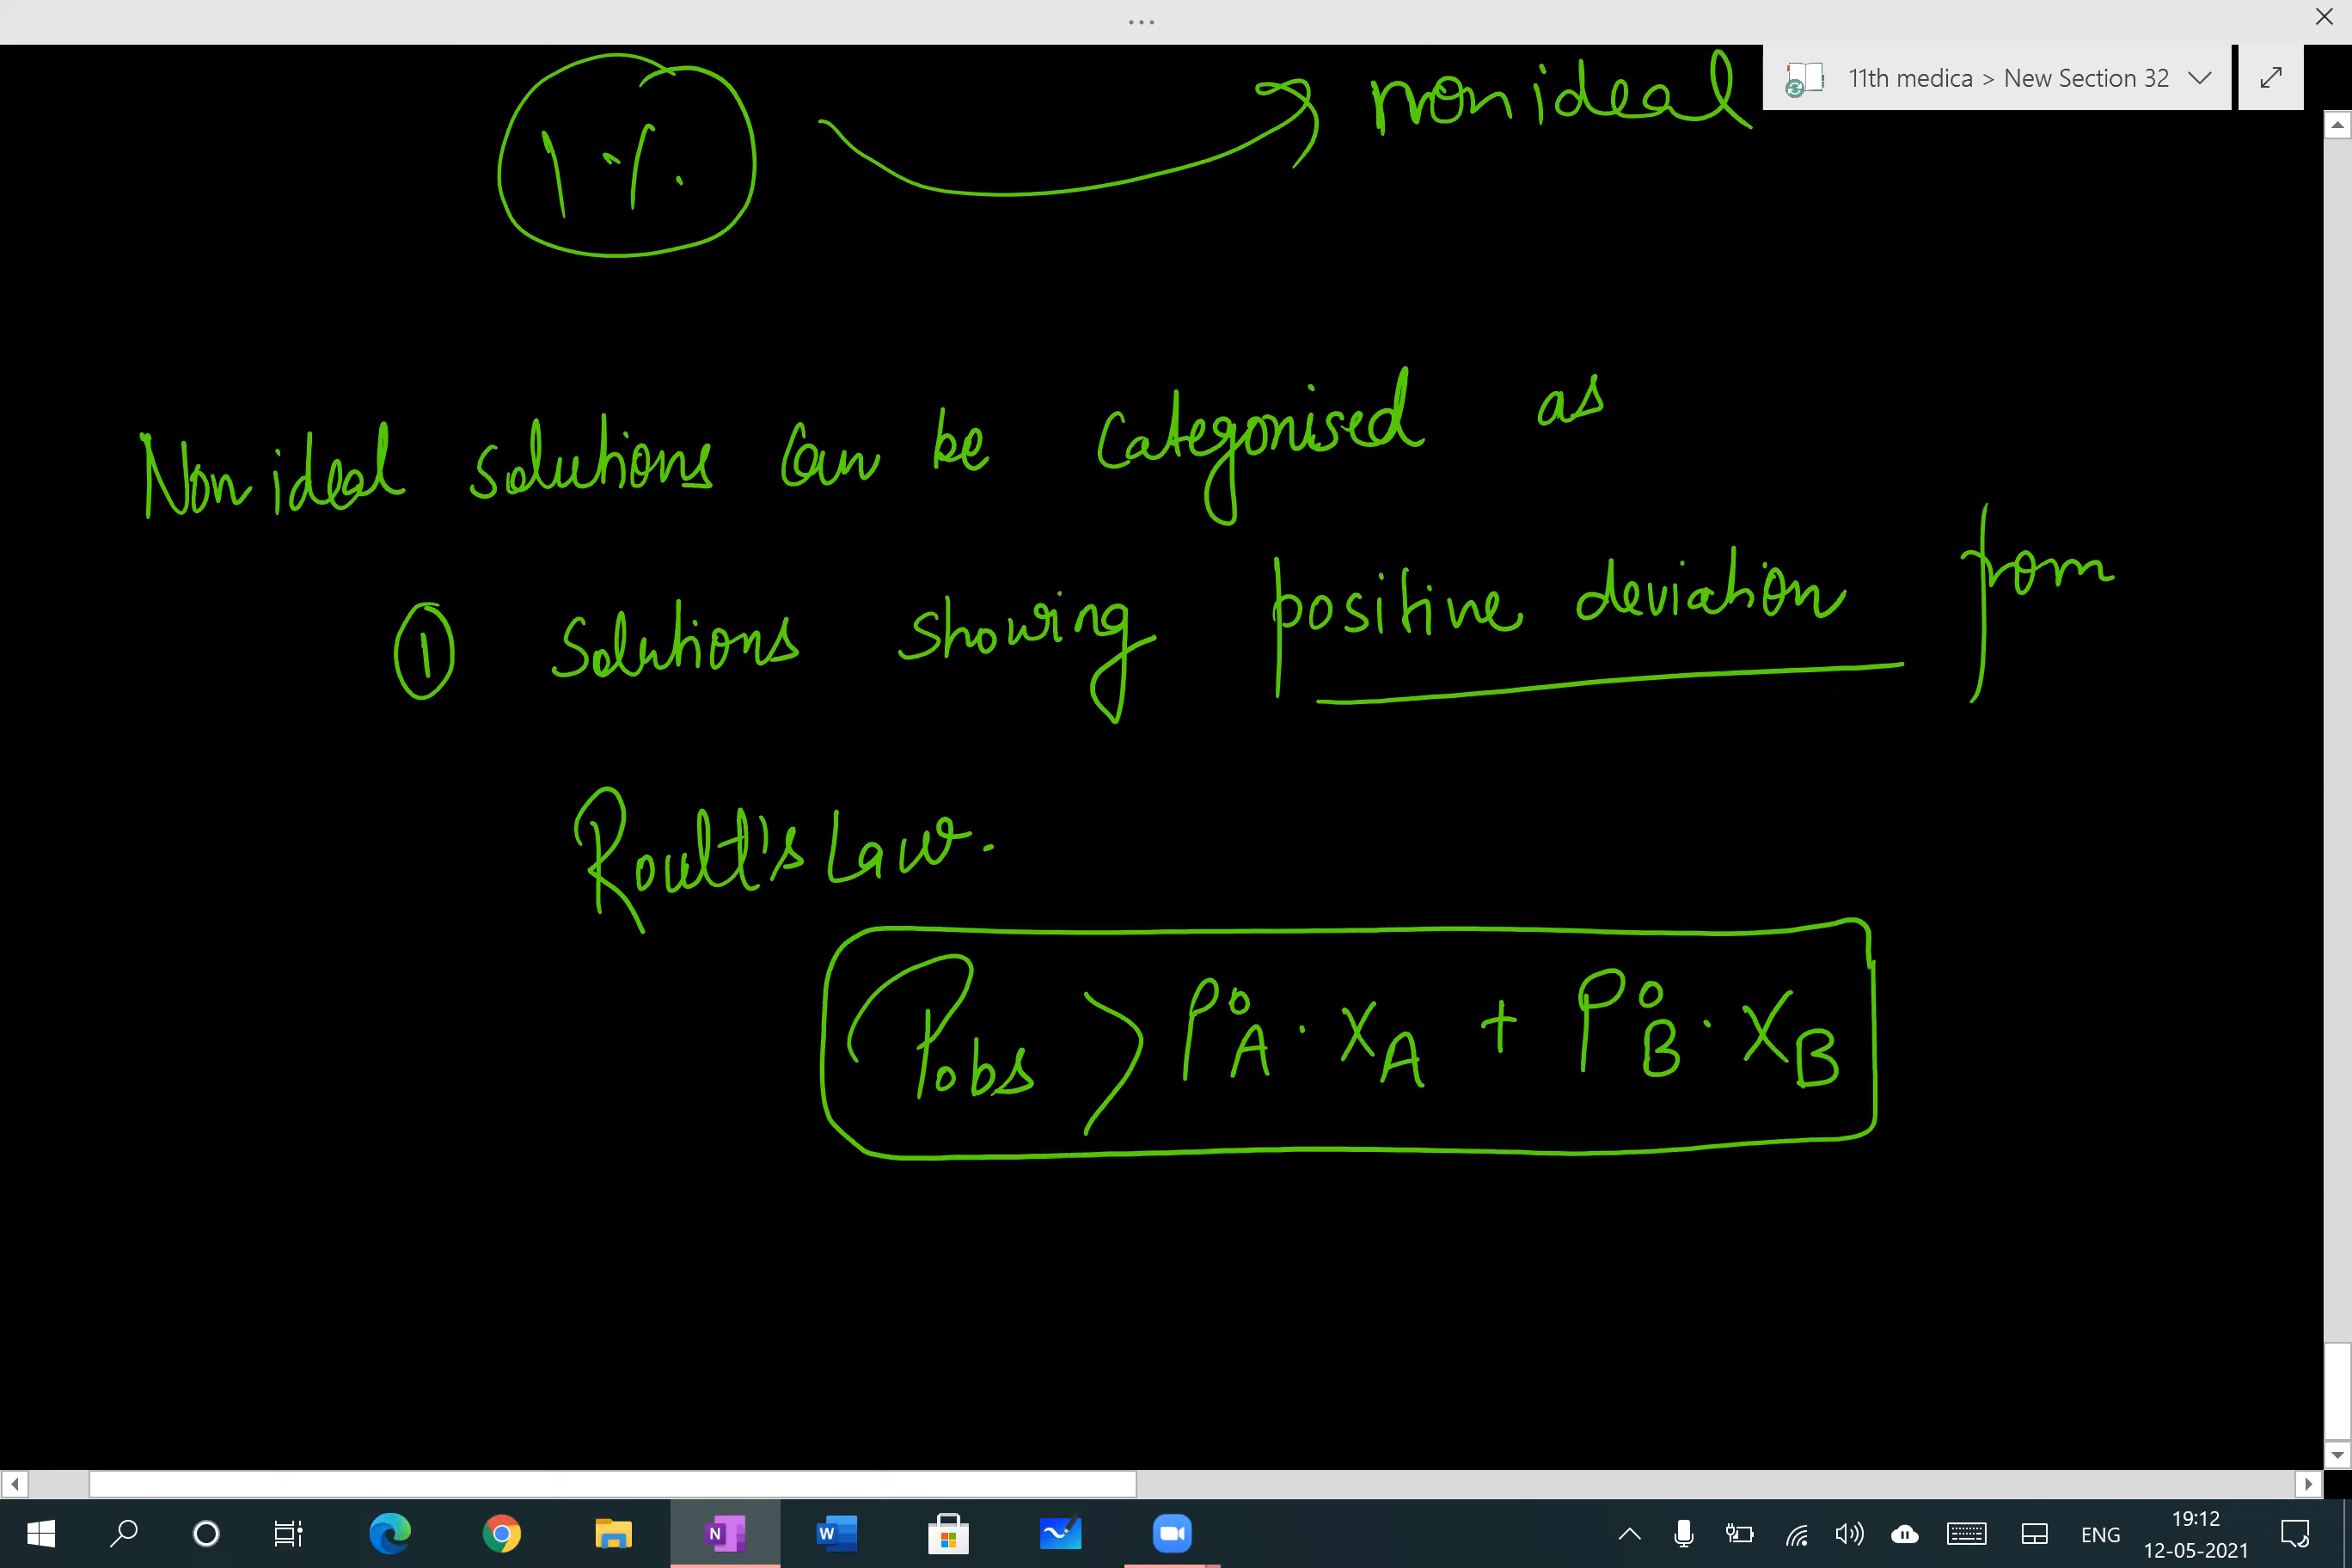 11th medica > New Section 32
1 %. non ideal
Non ideal solutions can be categorised as
① Solutions showing positive deviation from
Roult's Law.
Pobs > P°A · XA + P°B · XB
ENG
19:12
12-05-2021